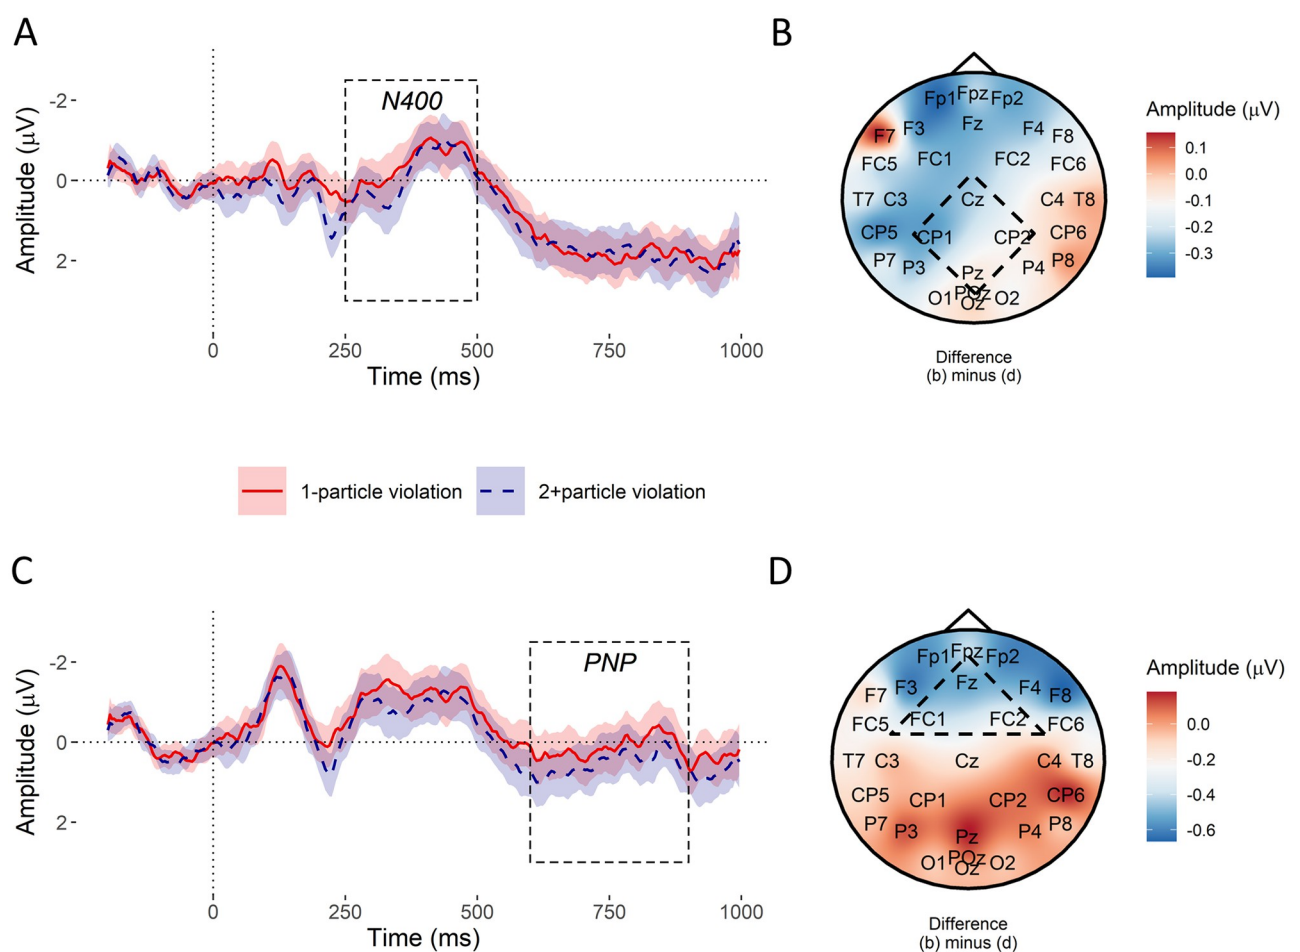 A
-2
0
2
Amplitude (μV)
N400
0
250
500
750
1000
Time (ms)
B
Fp1 Fpz Fp2
F7 F3 Fz F4 F8
FC5 FC1 FC2 FC6
T7 C3 Cz C4 T8
CP5 CP1 CP2 CP6
P7 P3 Pz P4 P8
O1 POz O2
Oz
Difference
(b) minus (d)
Amplitude (μV)
0.1
0.0
-0.1
-0.2
-0.3
1-particle violation
2+particle violation
C
-2
0
2
Amplitude (μV)
PNP
0
250
500
750
1000
Time (ms)
D
Fp1 Fpz Fp2
F7 F3 Fz F4 F8
FC5 FC1 FC2 FC6
T7 C3 Cz C4 T8
CP5 CP1 CP2 CP6
P7 P3 Pz P4 P8
O1 POz O2
Oz
Difference
(b) minus (d)
Amplitude (μV)
0.0
-0.2
-0.4
-0.6